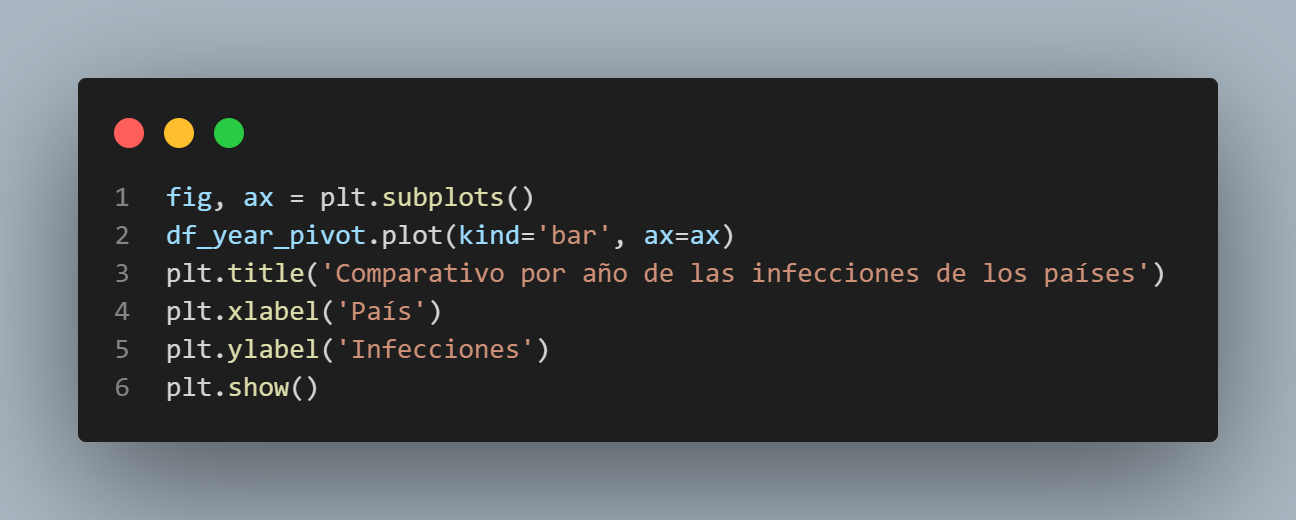 1 fig, ax = plt.subplots()
2 df_year_pivot.plot(kind='bar', ax=ax)
3 plt.title('Comparativo por año de las infecciones de los países')
4 plt.xlabel('País')
5 plt.ylabel('Infecciones')
6 plt.show()